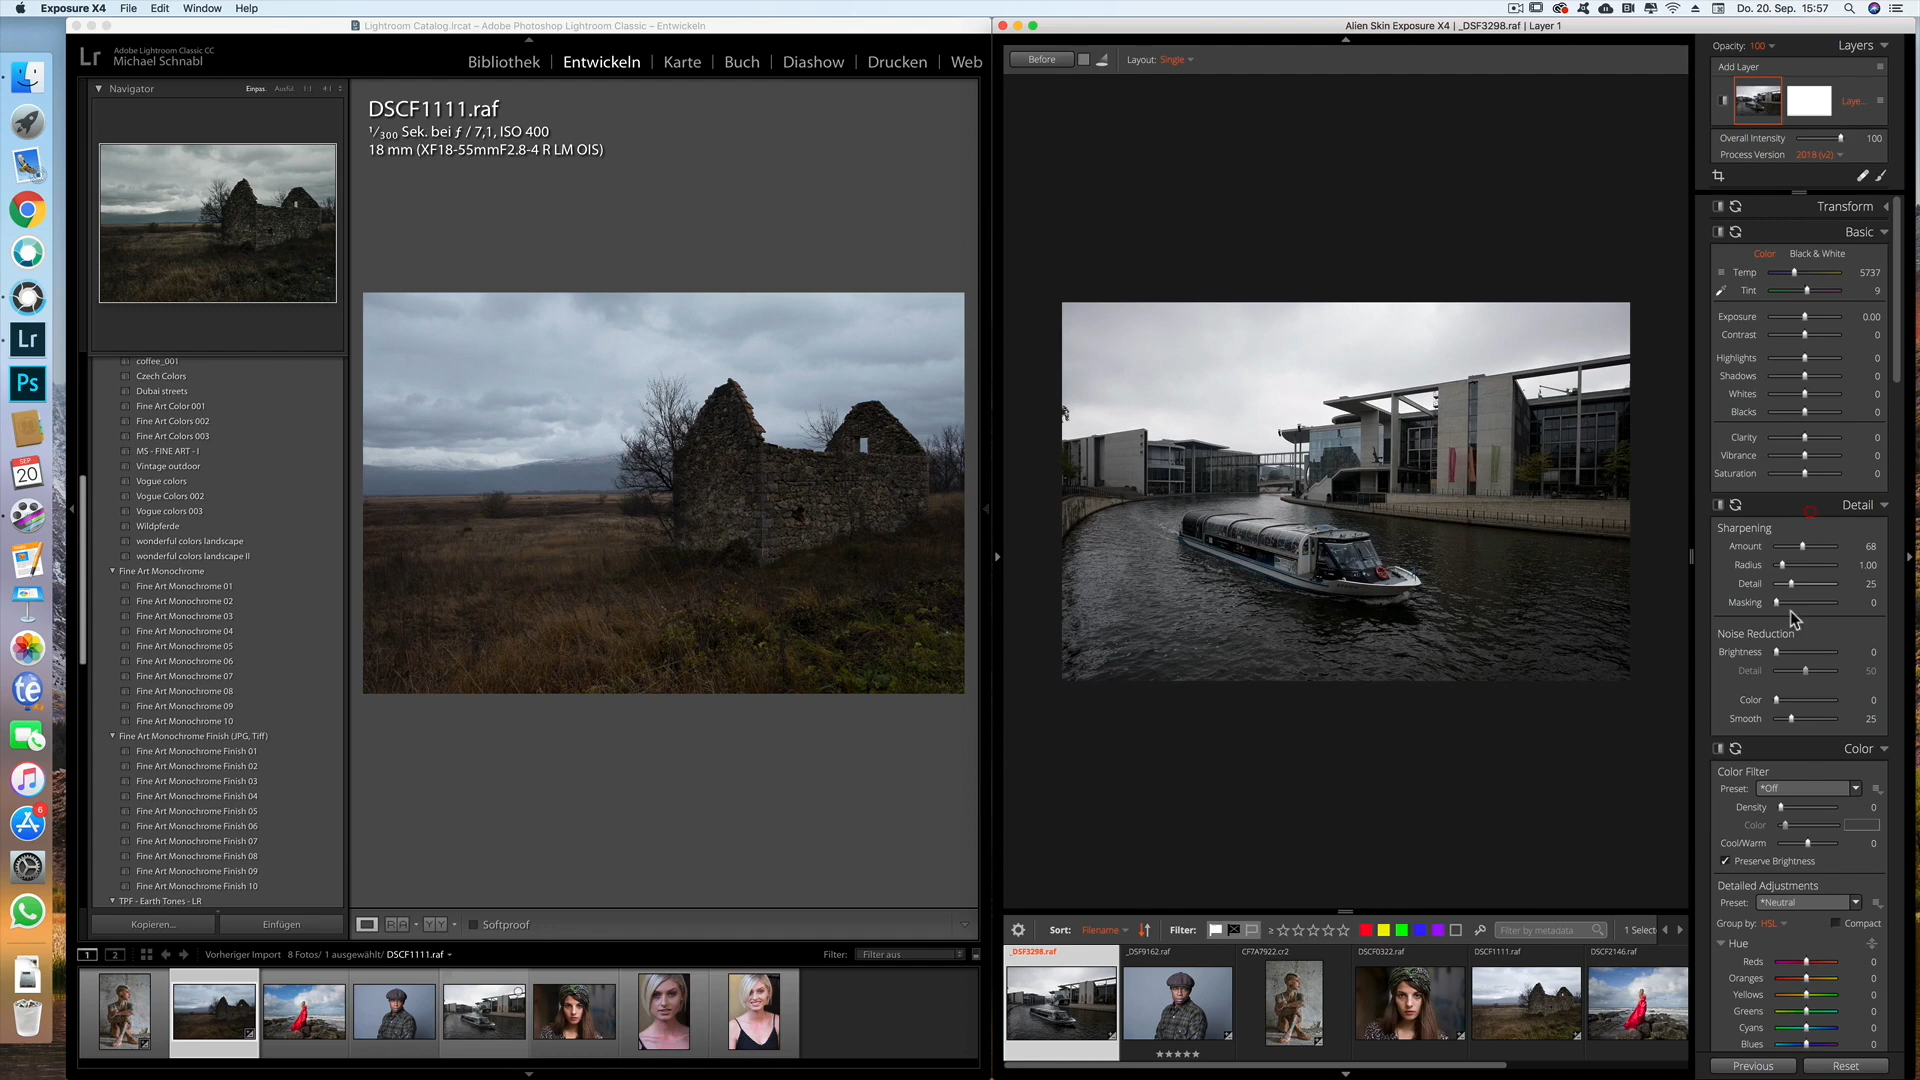 Exposure X4 File Edit Window Help
Do. 20. Sep. 15:57
Lightroom Catalog.lrcat – Adobe Photoshop Lightroom Classic – Entwickeln
Alien Skin Exposure X4 | _DSF3298.raf | Layer 1
Lr
Adobe Lightroom Classic CC
Michael Schnabl
Bibliothek | Entwickeln | Karte | Buch | Diashow | Drucken | Web
Navigator
Einpas. Ausfül. 1:1 4:1
DSCF1111.raf
1/300 Sek. bei ƒ / 7,1, ISO 400
18 mm (XF18-55mmF2.8-4 R LM OIS)
coffee_001
Czech Colors
Dubai streets
Fine Art Color 001
Fine Art Colors 002
Fine Art Colors 003
MS - FINE ART - I
Vintage outdoor
Vogue colors
Vogue Colors 002
Vogue colors 003
Wildpferde
wonderful colors landscape
wonderful colors landscape II
Fine Art Monochrome
Fine Art Monochrome 01
Fine Art Monochrome 02
Fine Art Monochrome 03
Fine Art Monochrome 04
Fine Art Monochrome 05
Fine Art Monochrome 06
Fine Art Monochrome 07
Fine Art Monochrome 08
Fine Art Monochrome 09
Fine Art Monochrome 10
Fine Art Monochrome Finish (JPG, Tiff)
Fine Art Monochrome Finish 01
Fine Art Monochrome Finish 02
Fine Art Monochrome Finish 03
Fine Art Monochrome Finish 04
Fine Art Monochrome Finish 05
Fine Art Monochrome Finish 06
Fine Art Monochrome Finish 07
Fine Art Monochrome Finish 08
Fine Art Monochrome Finish 09
Fine Art Monochrome Finish 10
TPF - Earth Tones - LR
Kopieren... Einfügen
R A Y Y Softproof
1 2 Vorheriger Import 8 Fotos/ 1 ausgewählt/ DSCF1111.raf
Filter: Filter aus
Lr
Ps
SEP
20
te
6
Before Layout: Single
Opacity: 100 Layers
Add Layer
Laye...
Overall Intensity 100
Process Version 2018 (v2)
Transform
Basic
Color Black & White
Temp 5737
Tint 9
Exposure 0.00
Contrast 0
Highlights 0
Shadows 0
Whites 0
Blacks 0
Clarity 0
Vibrance 0
Saturation 0
Detail
Sharpening
Amount 68
Radius 1.00
Detail 25
Masking 0
Noise Reduction
Brightness 0
Detail 50
Color 0
Smooth 25
Color
Color Filter
Preset: *Off
Density 0
Color
Cool/Warm 0
Preserve Brightness
Detailed Adjustments
Preset: *Neutral
Group by: HSL Compact
Hue
Reds 0
Oranges 0
Yellows 0
Greens 0
Cyans 0
Blues 0
Previous Reset
Sort: Filename Filter: Filter by metadata 1 Select
_DSF3298.raf
_DSF9162.raf
CF7A7922.cr2
DSCF0322.raf
DSCF1111.raf
DSCF2146.raf